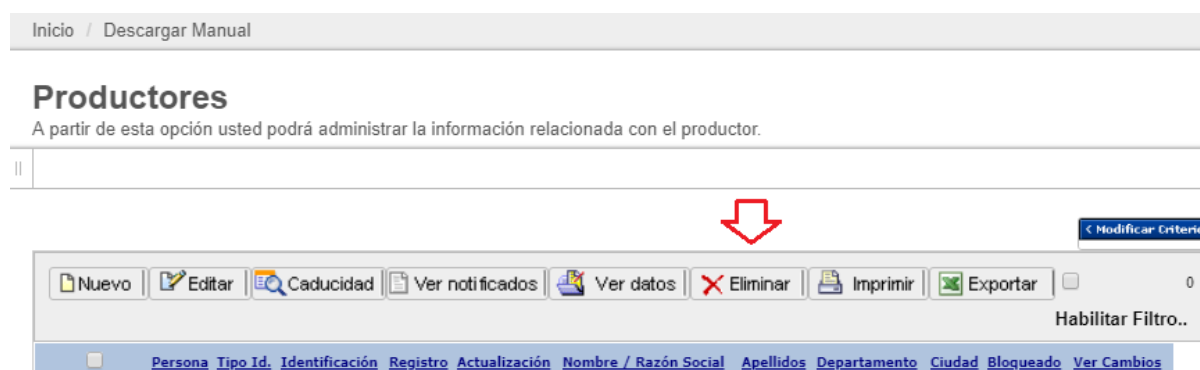 Inicio / Descargar Manual
Productores
A partir de esta opción usted podrá administrar la información relacionada con el productor.
< Modificar Criterio
Nuevo Editar Caducidad Ver notificados Ver datos Eliminar Imprimir Exportar 0
Habilitar Filtro..
Persona Tipo Id. Identificación Registro Actualización Nombre / Razón Social Apellidos Departamento Ciudad Bloqueado Ver Cambios